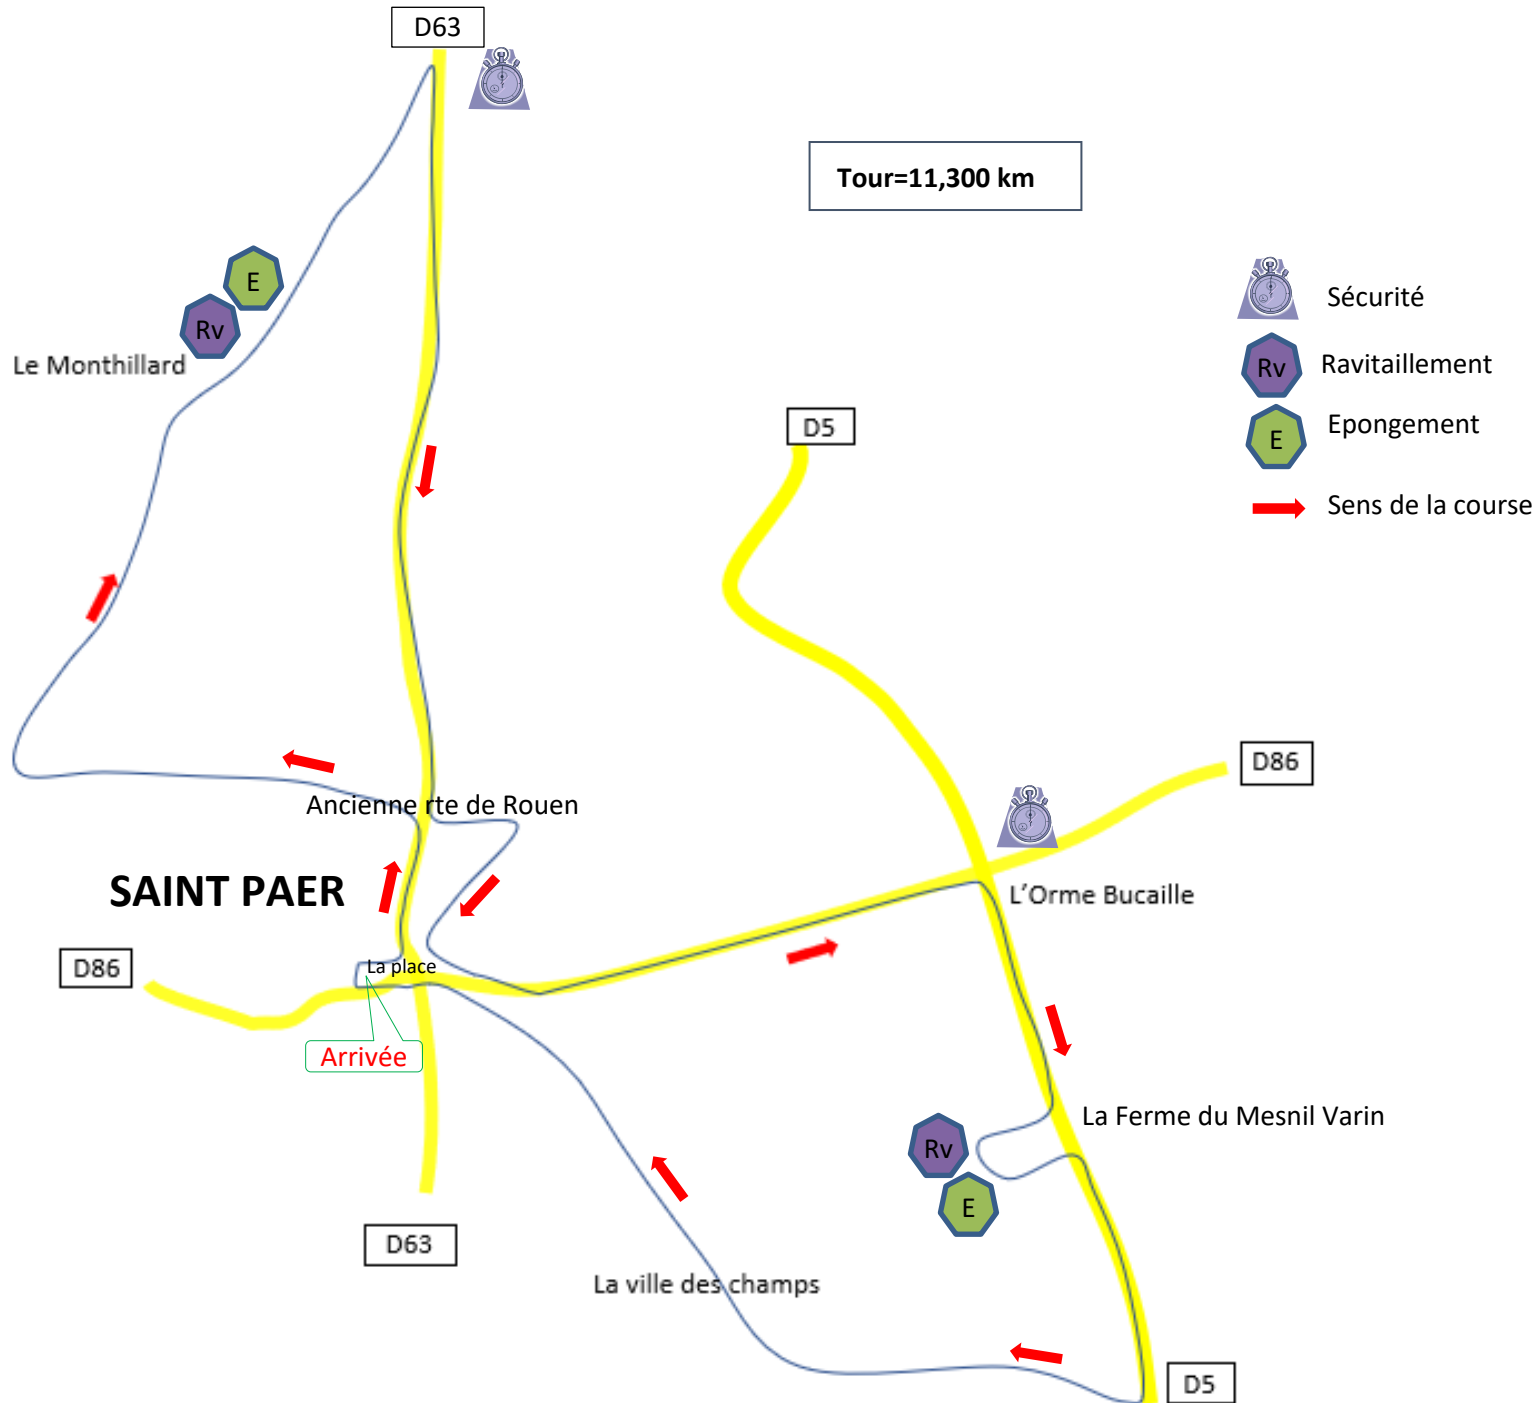 D63
Tour=11,300 km
E
Rv
Le Monthillard
Sécurité
Rv
Ravitaillement
E
Epongement
Sens de la course
D5
D86
Ancienne rte de Rouen
SAINT PAER
L'Orme Bucaille
D86
La place
Arrivée
La Ferme du Mesnil Varin
Rv
E
D63
La ville des champs
D5